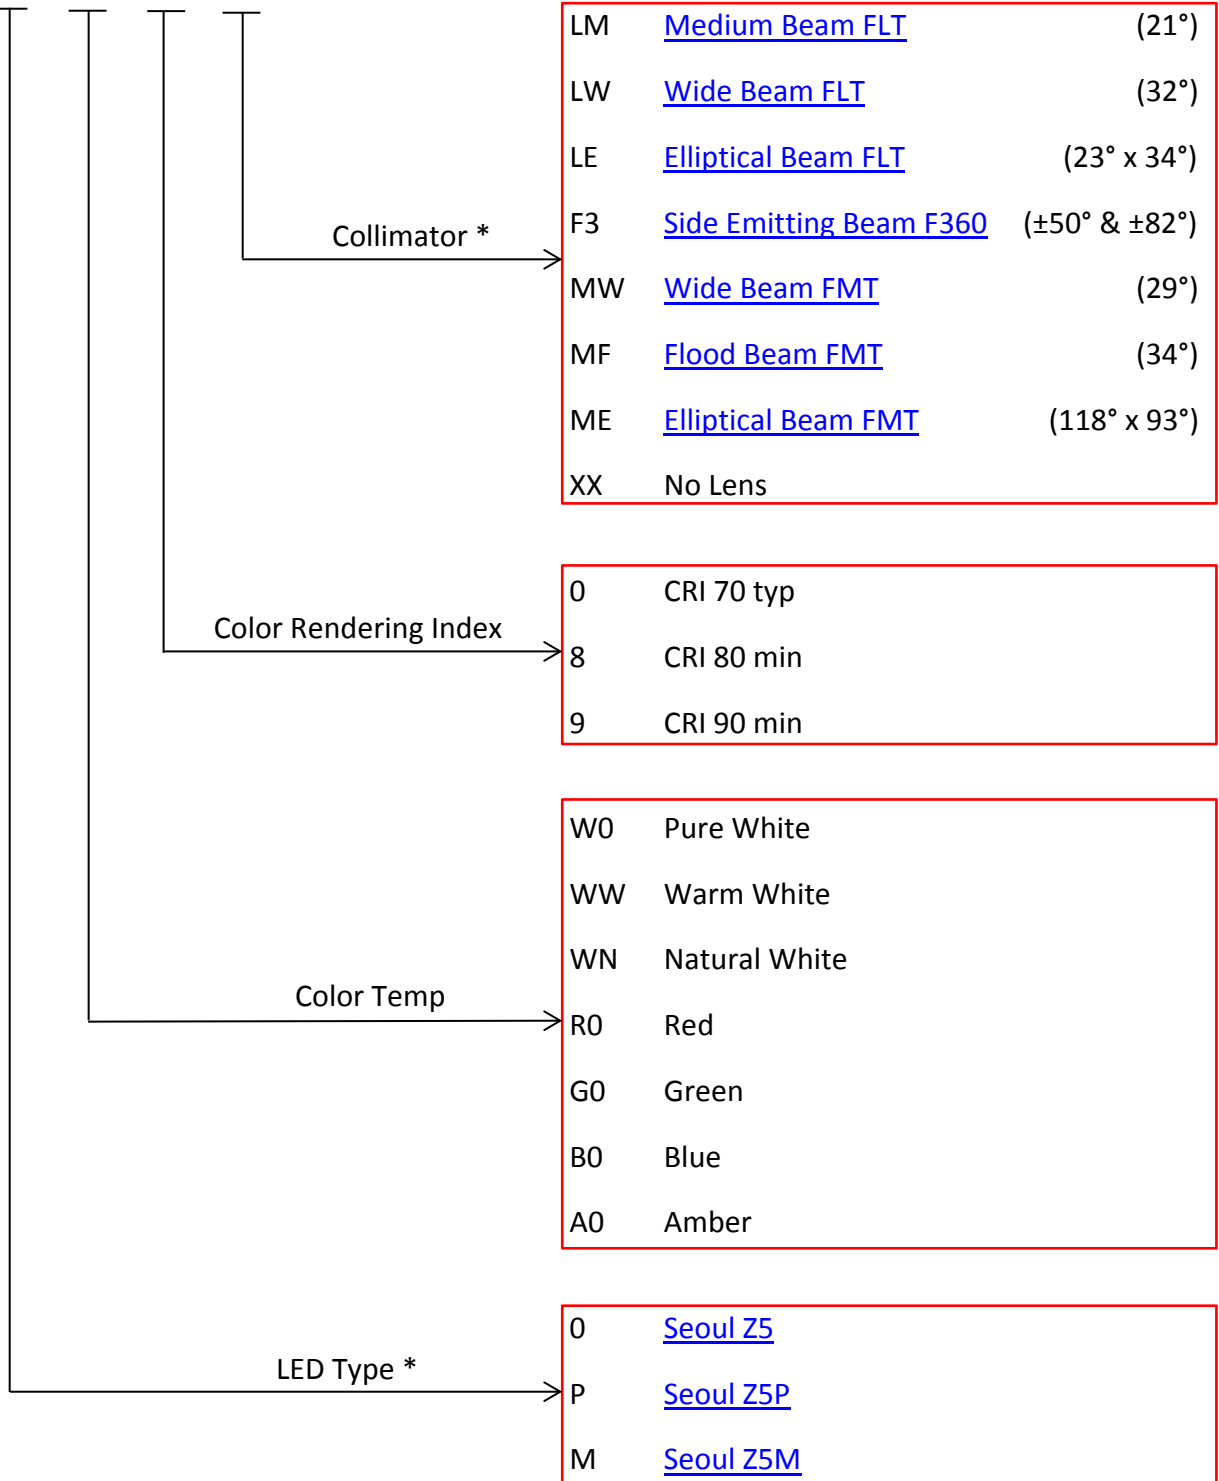 LM Medium Beam FLT (21°)
LW Wide Beam FLT (32°)
LE Elliptical Beam FLT (23° x 34°)
Collimator *
F3 Side Emitting Beam F360 (±50° & ±82°)
MW Wide Beam FMT (29°)
MF Flood Beam FMT (34°)
ME Elliptical Beam FMT (118° x 93°)
XX No Lens
0 CRI 70 typ
Color Rendering Index
8 CRI 80 min
9 CRI 90 min
W0 Pure White
WW Warm White
WN Natural White
Color Temp
R0 Red
G0 Green
B0 Blue
A0 Amber
0 Seoul Z5
LED Type *
P Seoul Z5P
M Seoul Z5M